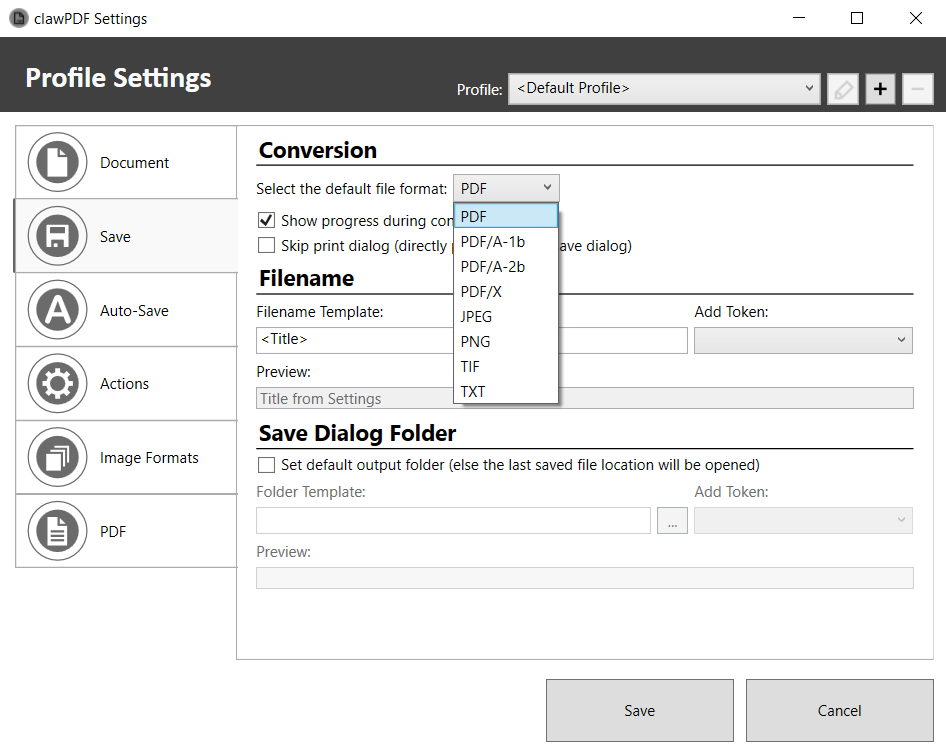 clawPDF Settings
Profile Settings
Profile: <Default Profile>
Document
Save
Auto-Save
Actions
Image Formats
PDF
Conversion
Select the default file format: PDF
PDF
PDF/A-1b
PDF/A-2b
PDF/X
JPEG
PNG
TIF
TXT
Show progress during con
Skip print dialog (directly ave dialog)
Filename
Filename Template: Add Token:
<Title>
Preview:
Title from Settings
Save Dialog Folder
Set default output folder (else the last saved file location will be opened)
Folder Template: Add Token:
...
Preview:
Save Cancel